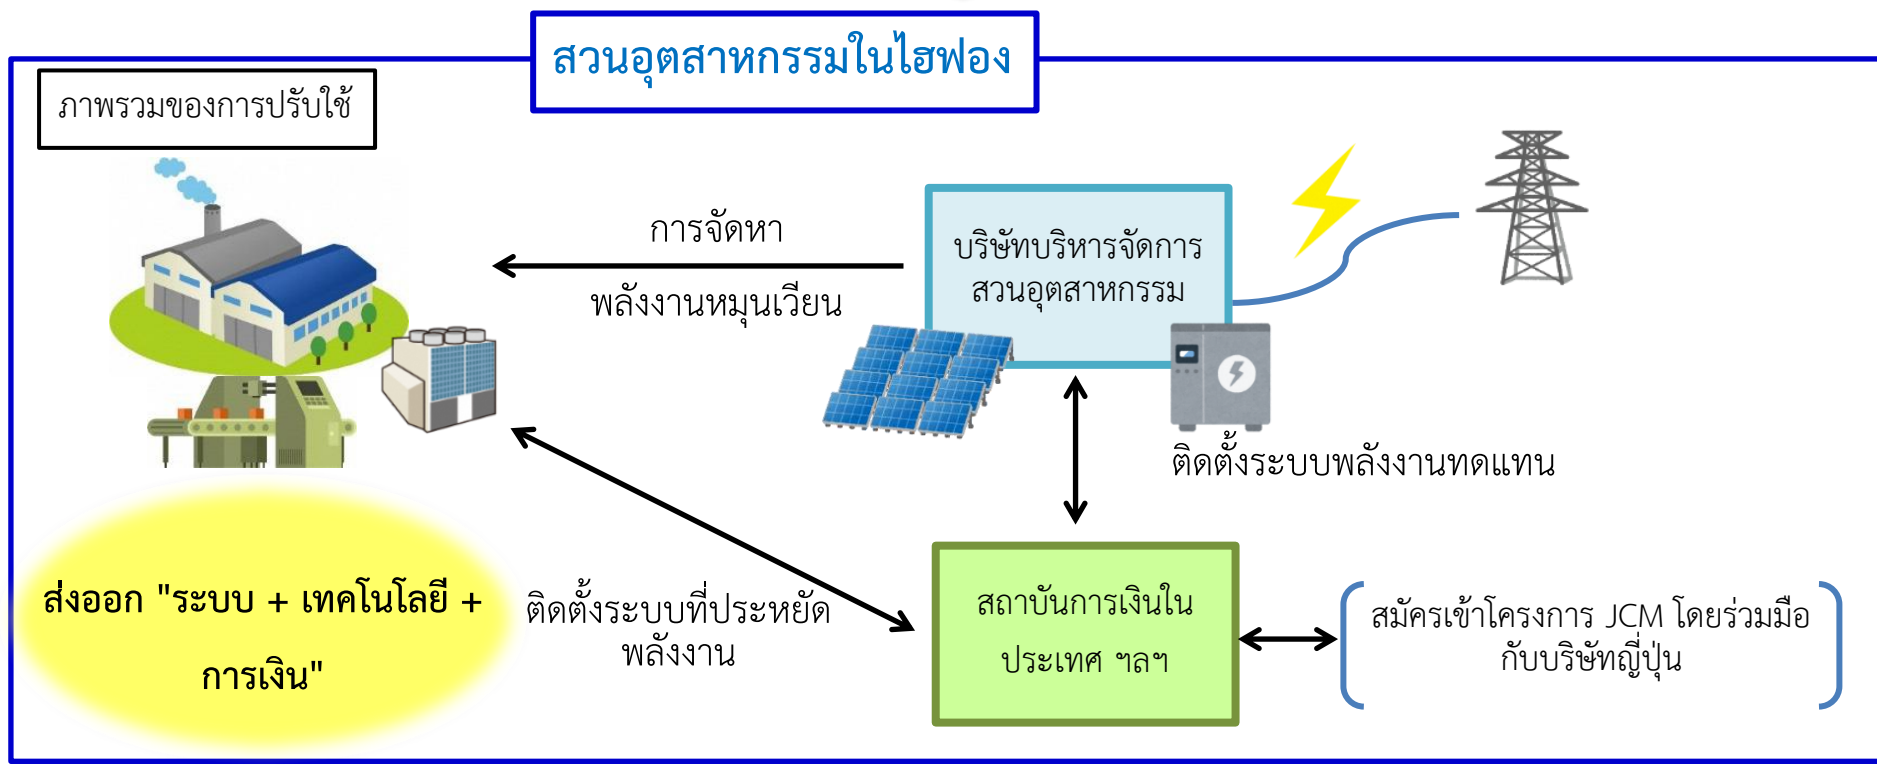 สวนอุตสาหกรรมในไฮฟอง
ภาพรวมของการปรับใช้
การจัดหา
พลังงานหมุนเวียน
บริษัทบริหารจัดการ
สวนอุตสาหกรรม
ติดตั้งระบบพลังงานทดแทน
ส่งออก "ระบบ + เทคโนโลยี +
การเงิน"
ติดตั้งระบบที่ประหยัด
พลังงาน
สถาบันการเงินใน
ประเทศ ฯลฯ
สมัครเข้าโครงการ JCM โดยร่วมมือ
กับบริษัทญี่ปุ่น